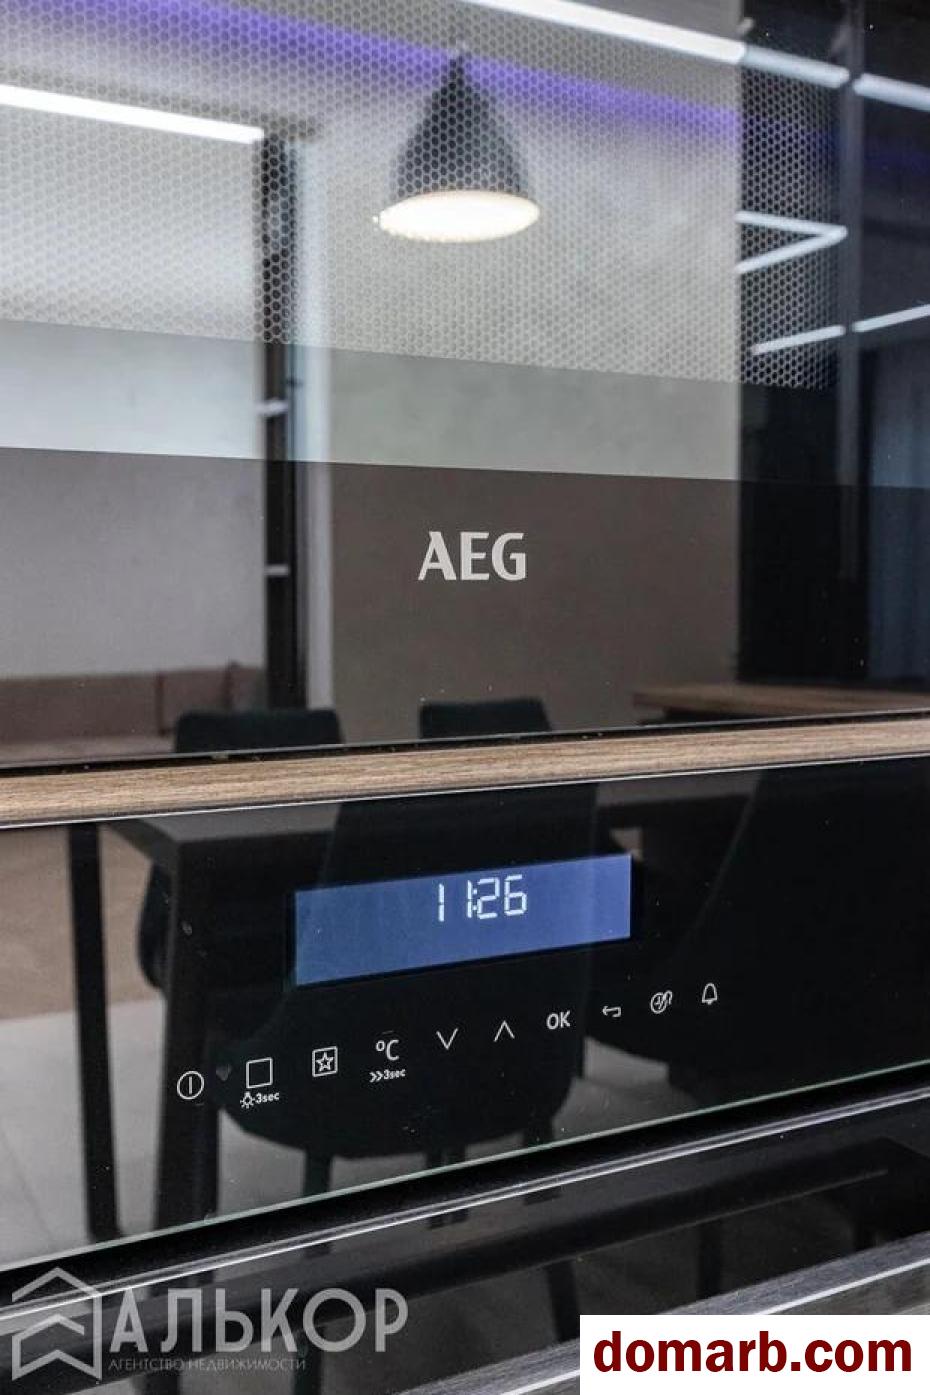 AEG
11:26
OK
°C
3sec
»3sec
АЛЬКОР
АГЕНТСТВО НЕДВИЖИМОСТИ
domarb.com